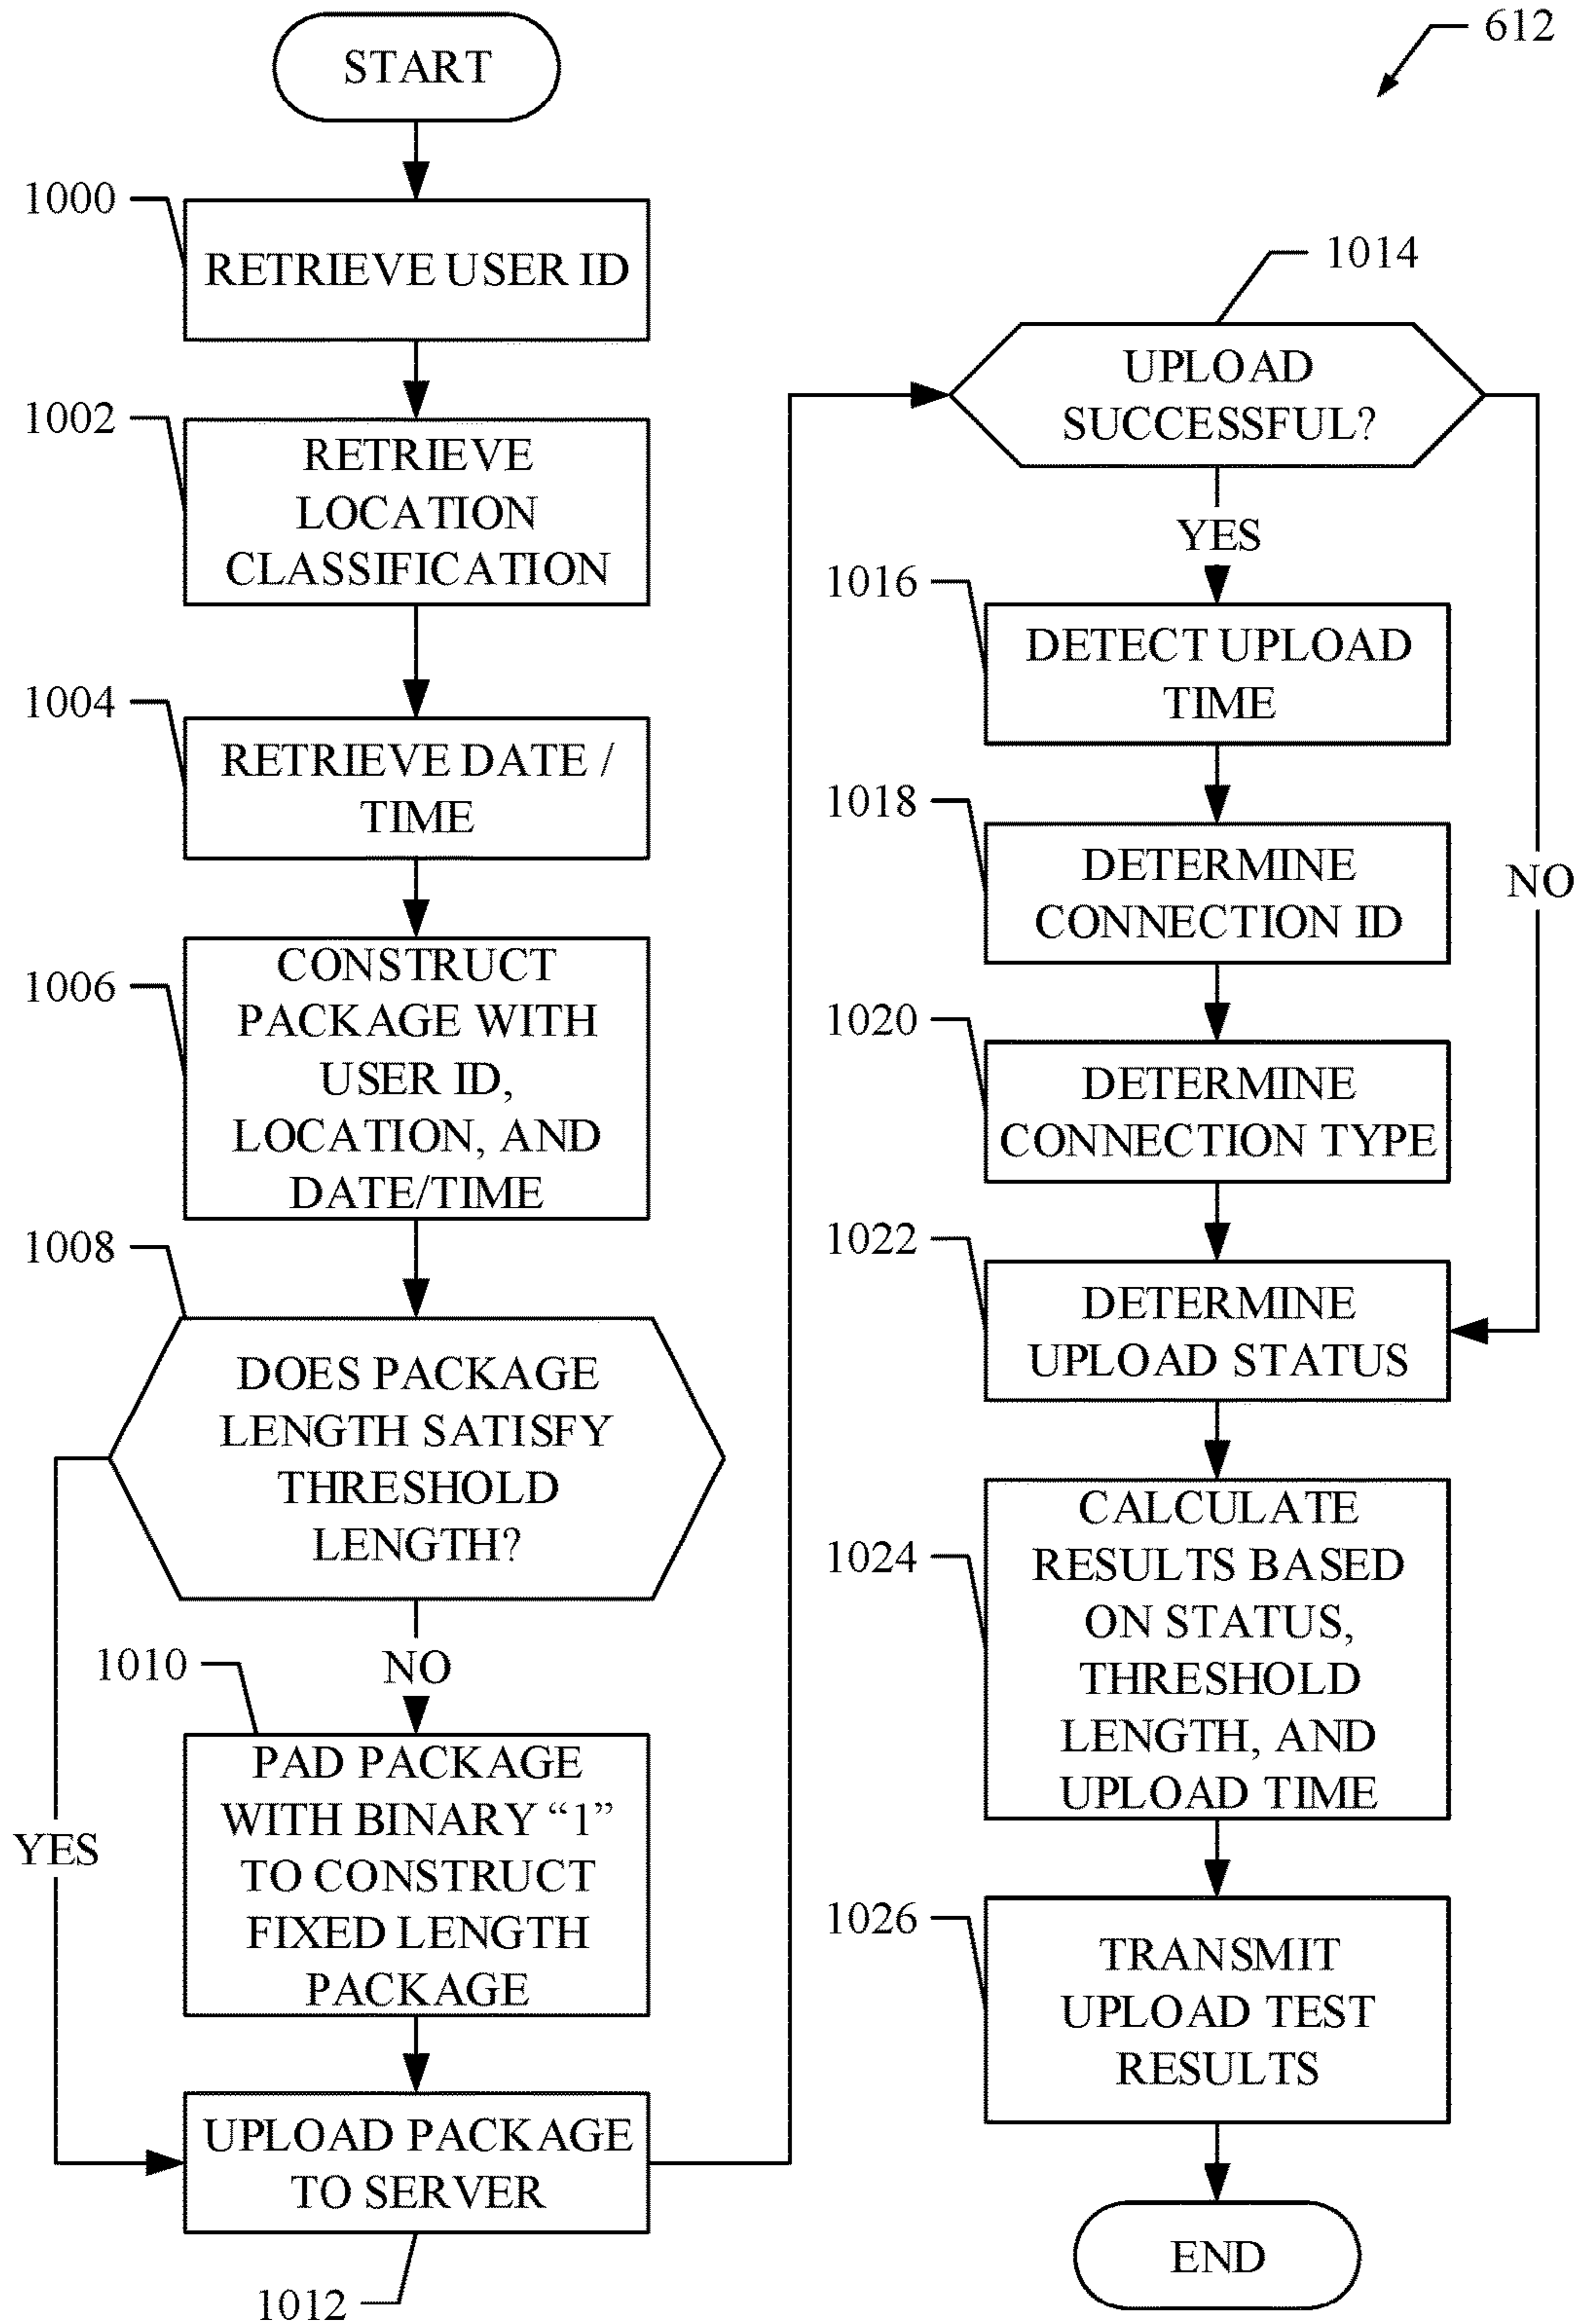 START
1000
RETRIEVE USER ID
1002
RETRIEVE
LOCATION
CLASSIFICATION
1004
RETRIEVE DATE /
TIME
1006
CONSTRUCT
PACKAGE WITH
USER ID,
LOCATION, AND
DATE/TIME
1008
DOES PACKAGE
LENGTH SATISFY
THRESHOLD
LENGTH?
NO
YES
1010
PAD PACKAGE
WITH BINARY “1”
TO CONSTRUCT
FIXED LENGTH
PACKAGE
UPLOAD PACKAGE
TO SERVER
1012
612
1014
UPLOAD
SUCCESSFUL?
YES
NO
1016
DETECT UPLOAD
TIME
1018
DETERMINE
CONNECTION ID
1020
DETERMINE
CONNECTION TYPE
1022
DETERMINE
UPLOAD STATUS
1024
CALCULATE
RESULTS BASED
ON STATUS,
THRESHOLD
LENGTH, AND
UPLOAD TIME
1026
TRANSMIT
UPLOAD TEST
RESULTS
END